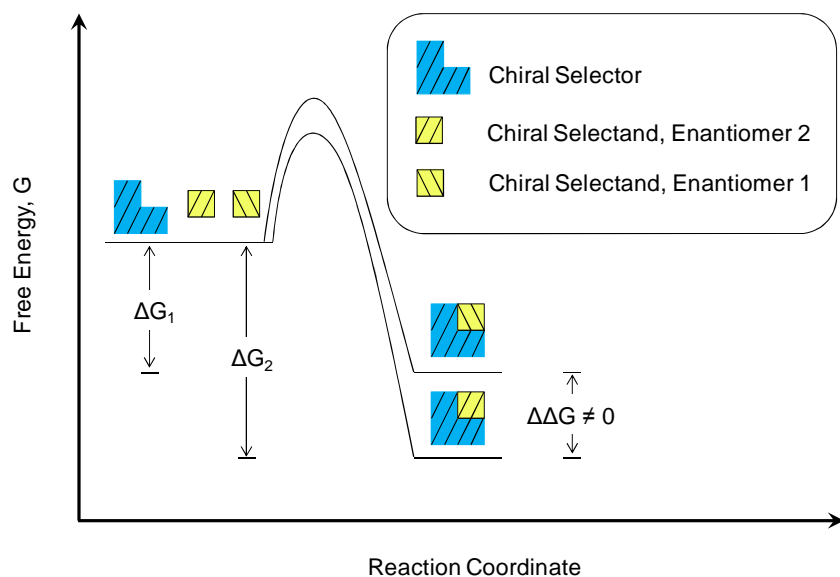 Chiral Selector
Chiral Selectand, Enantiomer 2
Chiral Selectand, Enantiomer 1
Free Energy, G
ΔG₁
ΔG₂
ΔΔG ≠ 0
Reaction Coordinate